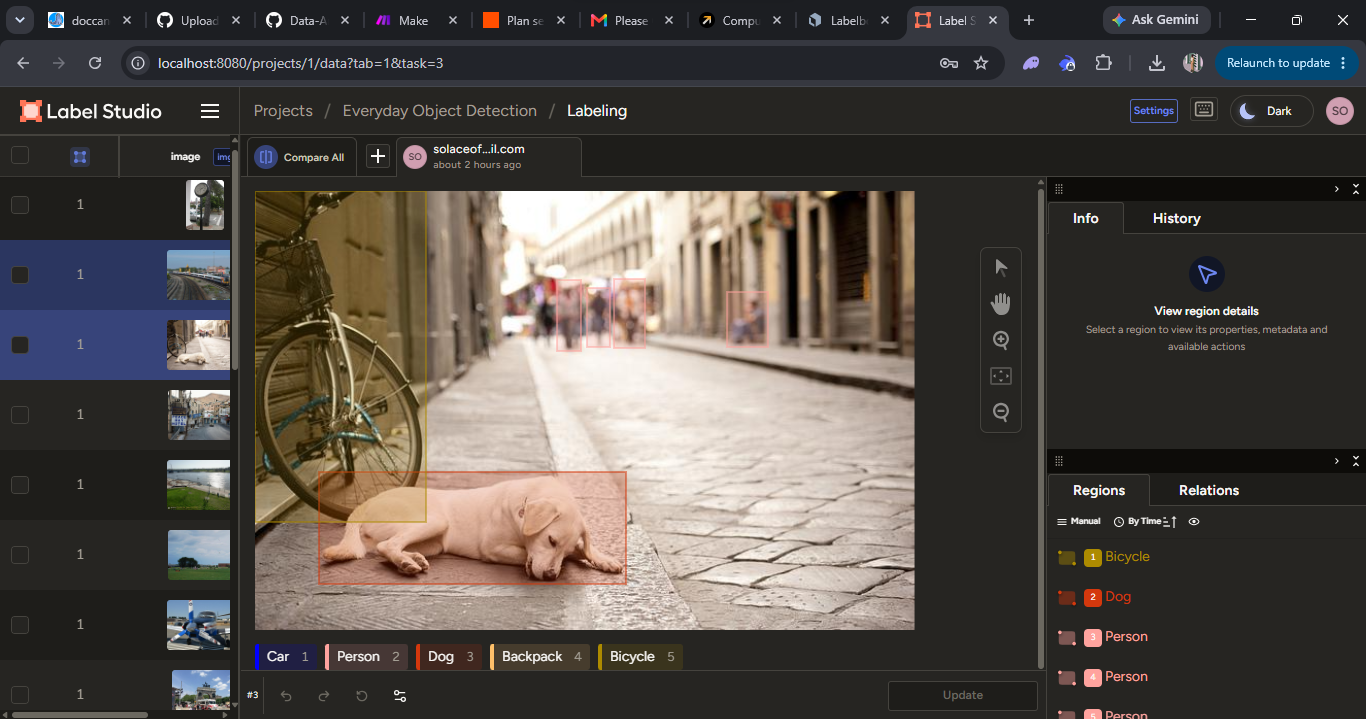 doccan
Upload
Data-A
Make
Plan se
Please
Compu
Labelb
Label S
Ask Gemini
localhost:8080/projects/1/data?tab=1&task=3
Relaunch to update
Label Studio
Projects / Everyday Object Detection / Labeling
Settings
Dark
SO
image
img
Compare All
SO
solaceof...il.com
about 2 hours ago
1
1
1
1
1
1
1
1
Info
History
View region details
Select a region to view its properties, metadata and
available actions
Regions
Relations
Manual
By Time
1 Bicycle
2 Dog
3 Person
4 Person
5 Person
Car 1
Person 2
Dog 3
Backpack 4
Bicycle 5
#3
Update